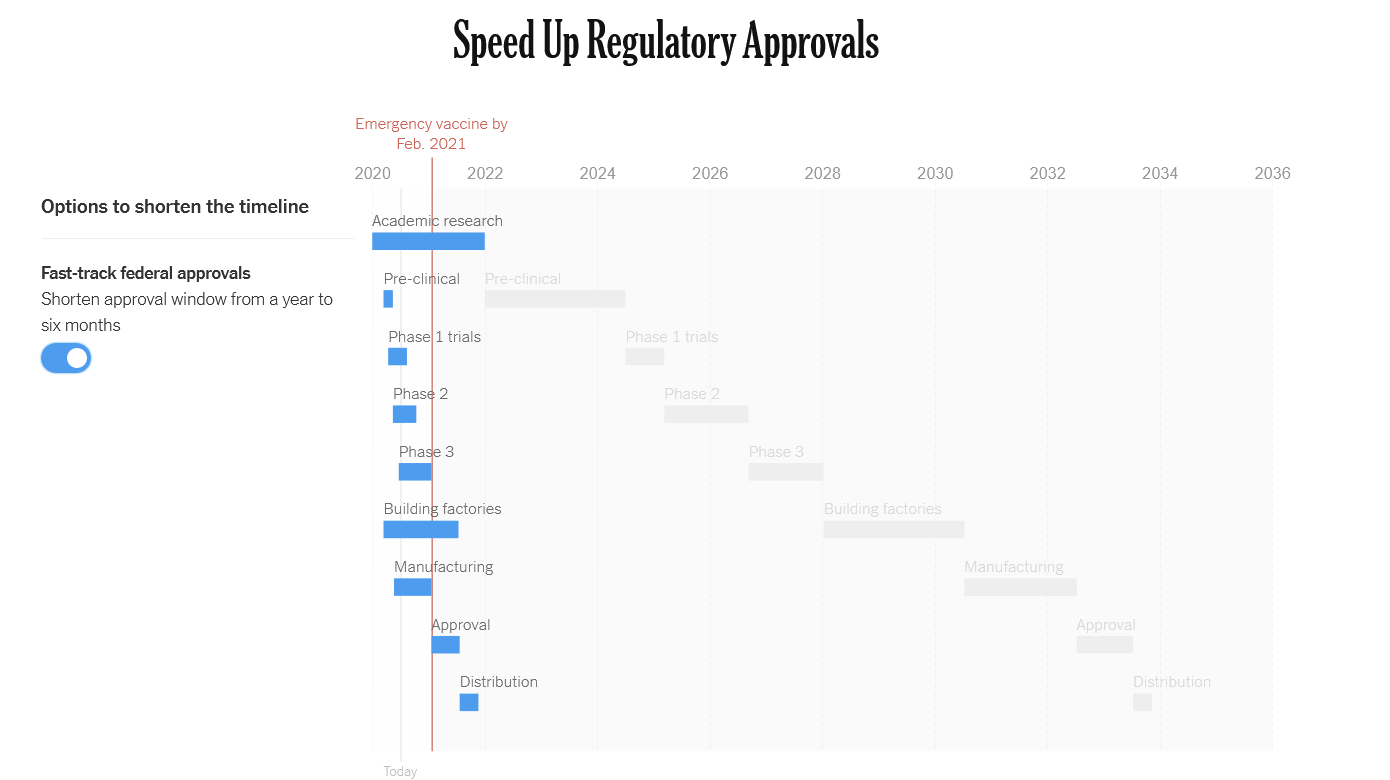 Speed Up Regulatory Approvals
Emergency vaccine by
Feb. 2021
2020 2022 2024 2026 2028 2030 2032 2034 2036
Options to shorten the timeline
Fast-track federal approvals
Shorten approval window from a year to
six months
Academic research
Pre-clinical Pre-clinical
Phase 1 trials Phase 1 trials
Phase 2 Phase 2
Phase 3 Phase 3
Building factories Building factories
Manufacturing Manufacturing
Approval Approval
Distribution Distribution
Today